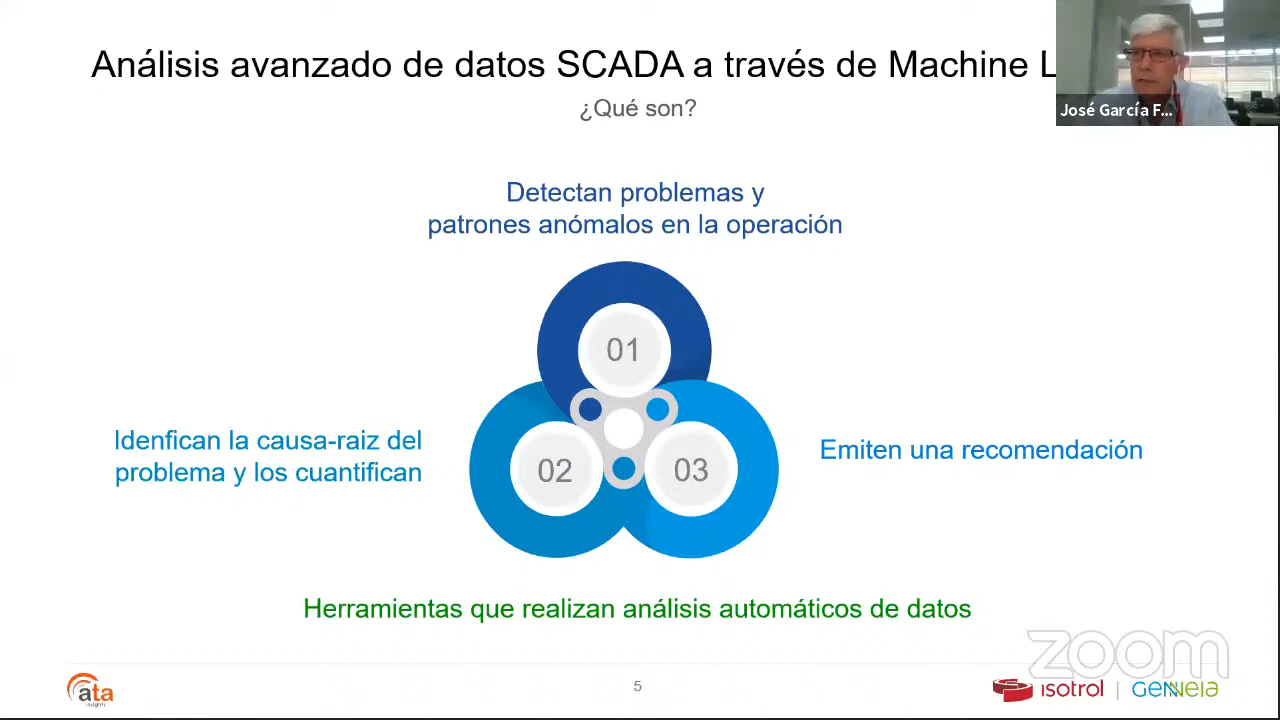 Análisis avanzado de datos SCADA a través de Machine L
¿Qué son?
José García F...
Detectan problemas y
patrones anómalos en la operación
01
Idenfican la causa-raiz del
problema y los cuantifican
02
03
Emiten una recomendación
Herramientas que realizan análisis automáticos de datos
zoom
ata
insights
5
isotrol
GENNEIA